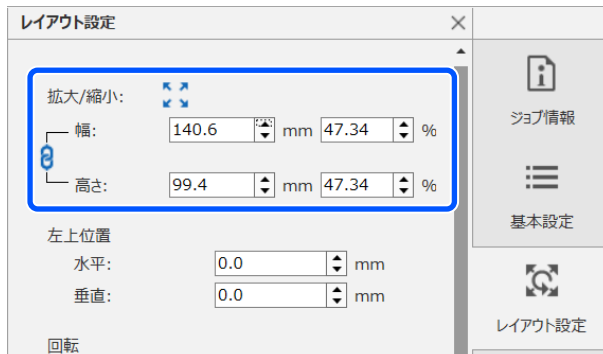 レイアウト設定
拡大/縮小:
幅: 140.6 mm 47.34 %
高さ: 99.4 mm 47.34 %
左上位置
水平: 0.0 mm
垂直: 0.0 mm
回転
ジョブ情報
基本設定
レイアウト設定